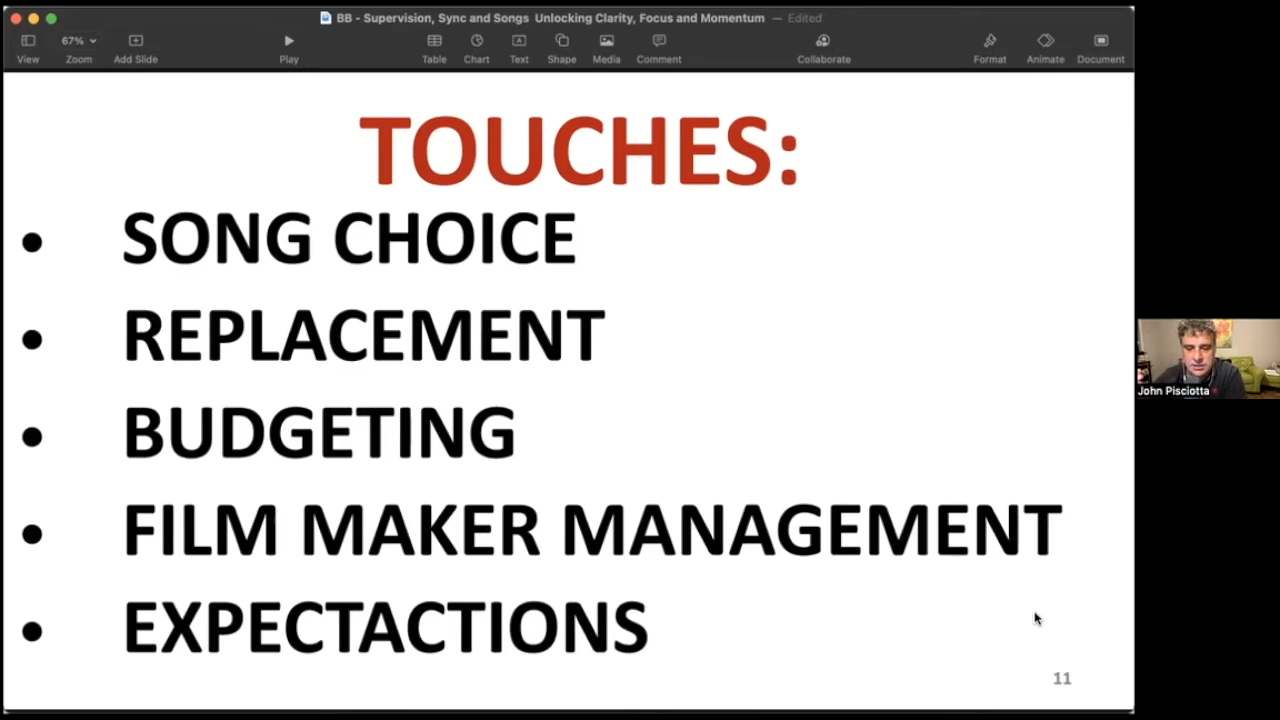 BB - Supervision, Sync and Songs Unlocking Clarity, Focus and Momentum — Edited
67%
View Zoom Add Slide Play Table Chart Text Shape Media Comment Collaborate Format Animate Document
TOUCHES:
• SONG CHOICE
• REPLACEMENT
• BUDGETING
• FILM MAKER MANAGEMENT
• EXPECTACTIONS
11
John Pisciotta